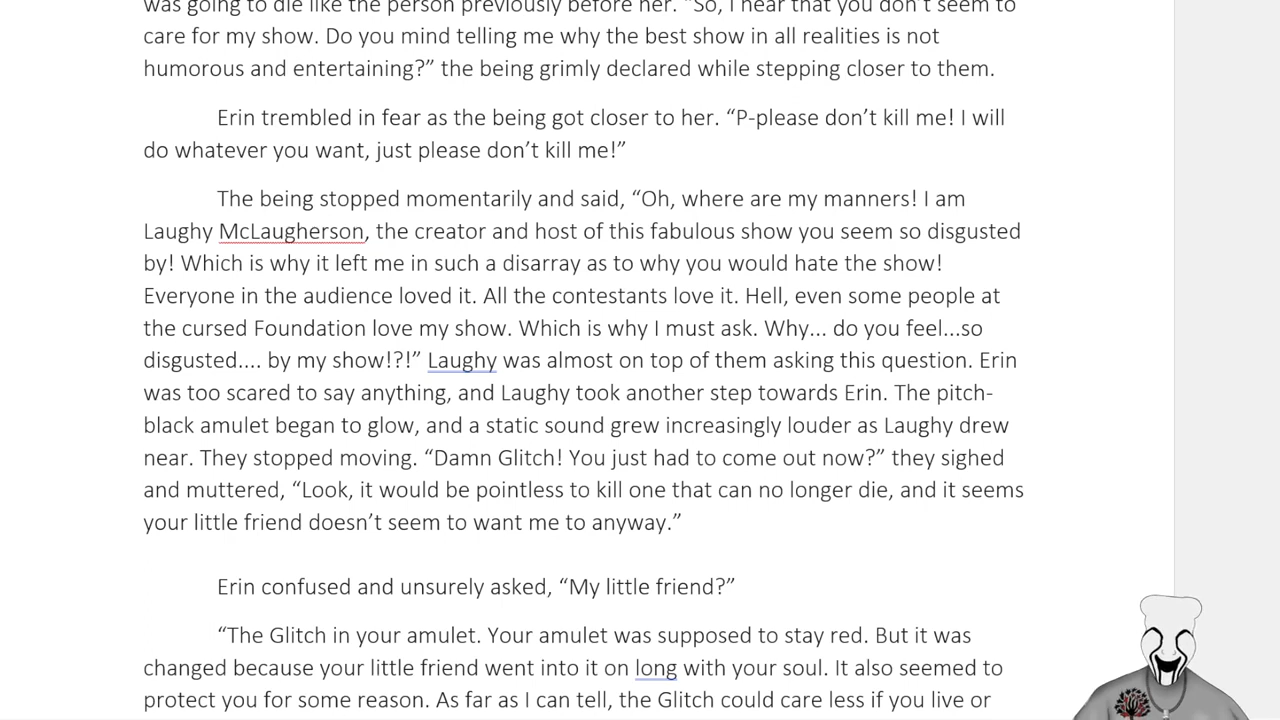 was going to die like the person previously before her. “So, I hear that you don’t seem to
care for my show. Do you mind telling me why the best show in all realities is not
humorous and entertaining?” the being grimly declared while stepping closer to them.
Erin trembled in fear as the being got closer to her. “P-please don’t kill me! I will
do whatever you want, just please don’t kill me!”
The being stopped momentarily and said, “Oh, where are my manners! I am
Laughy McLaugherson, the creator and host of this fabulous show you seem so disgusted
by! Which is why it left me in such a disarray as to why you would hate the show!
Everyone in the audience loved it. All the contestants love it. Hell, even some people at
the cursed Foundation love my show. Which is why I must ask. Why... do you feel...so
disgusted.... by my show!?!” Laughy was almost on top of them asking this question. Erin
was too scared to say anything, and Laughy took another step towards Erin. The pitch-
black amulet began to glow, and a static sound grew increasingly louder as Laughy drew
near. They stopped moving. “Damn Glitch! You just had to come out now?” they sighed
and muttered, “Look, it would be pointless to kill one that can no longer die, and it seems
your little friend doesn’t seem to want me to anyway.”
Erin confused and unsurely asked, “My little friend?”
“The Glitch in your amulet. Your amulet was supposed to stay red. But it was
changed because your little friend went into it on long with your soul. It also seemed to
protect you for some reason. As far as I can tell, the Glitch could care less if you live or